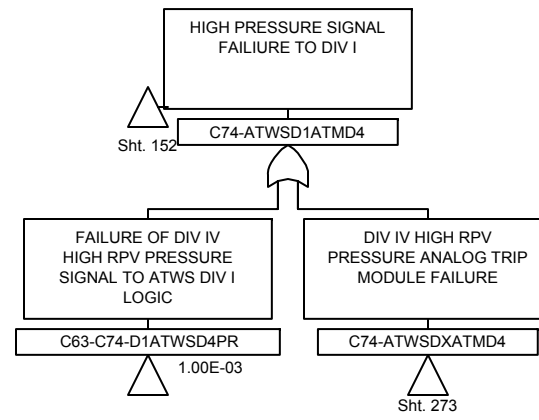 HIGH PRESSURE SIGNAL
FAILIURE TO DIV I
Sht. 152
C74-ATWSD1ATMD4
FAILURE OF DIV IV
HIGH RPV PRESSURE
SIGNAL TO ATWS DIV I
LOGIC
C63-C74-D1ATWSD4PR
1.00E-03
DIV IV HIGH RPV
PRESSURE ANALOG TRIP
MODULE FAILURE
C74-ATWSDXATMD4
Sht. 273